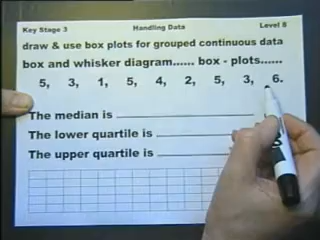 Key Stage 3 Handling Data Level 8
draw & use box plots for grouped continuous data
box and whisker diagram...... box - plots......
5, 3, 1, 5, 4, 2, 5, 3, 6.
The median is
The lower quartile is
The upper quartile is